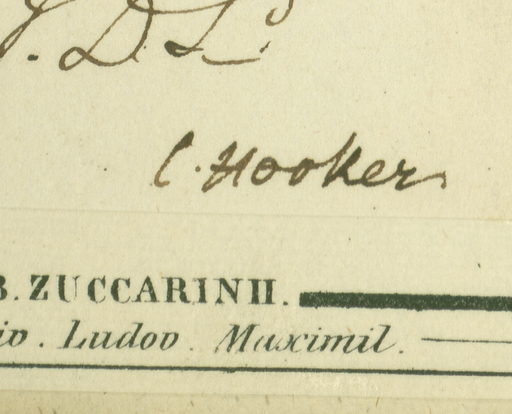 . D. L.
C. Hooker
B. ZUCCARINII.
iv. Ludov. Maximil.